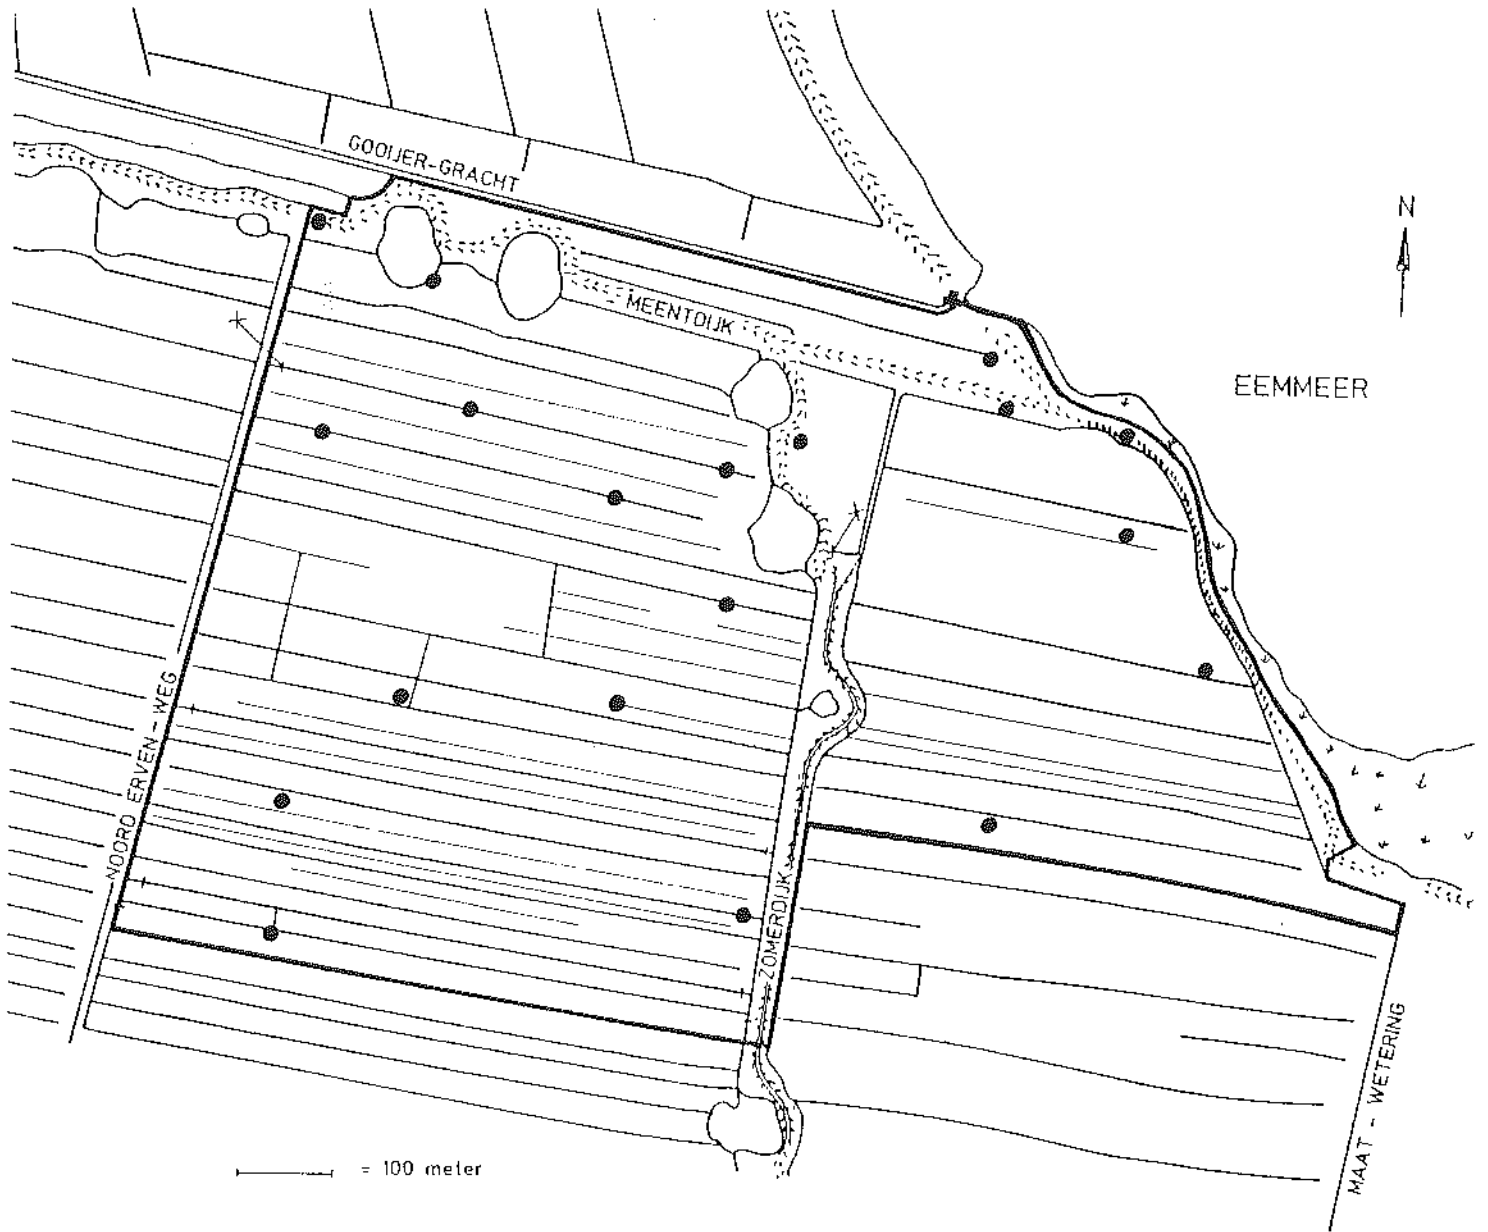 GOOIJER-GRACHT
N
MEENTDIJK
EEMMEER
NOORD ERVEN-WEG
ZOMERDIJK
MAAT - WETERING
= 100 meter